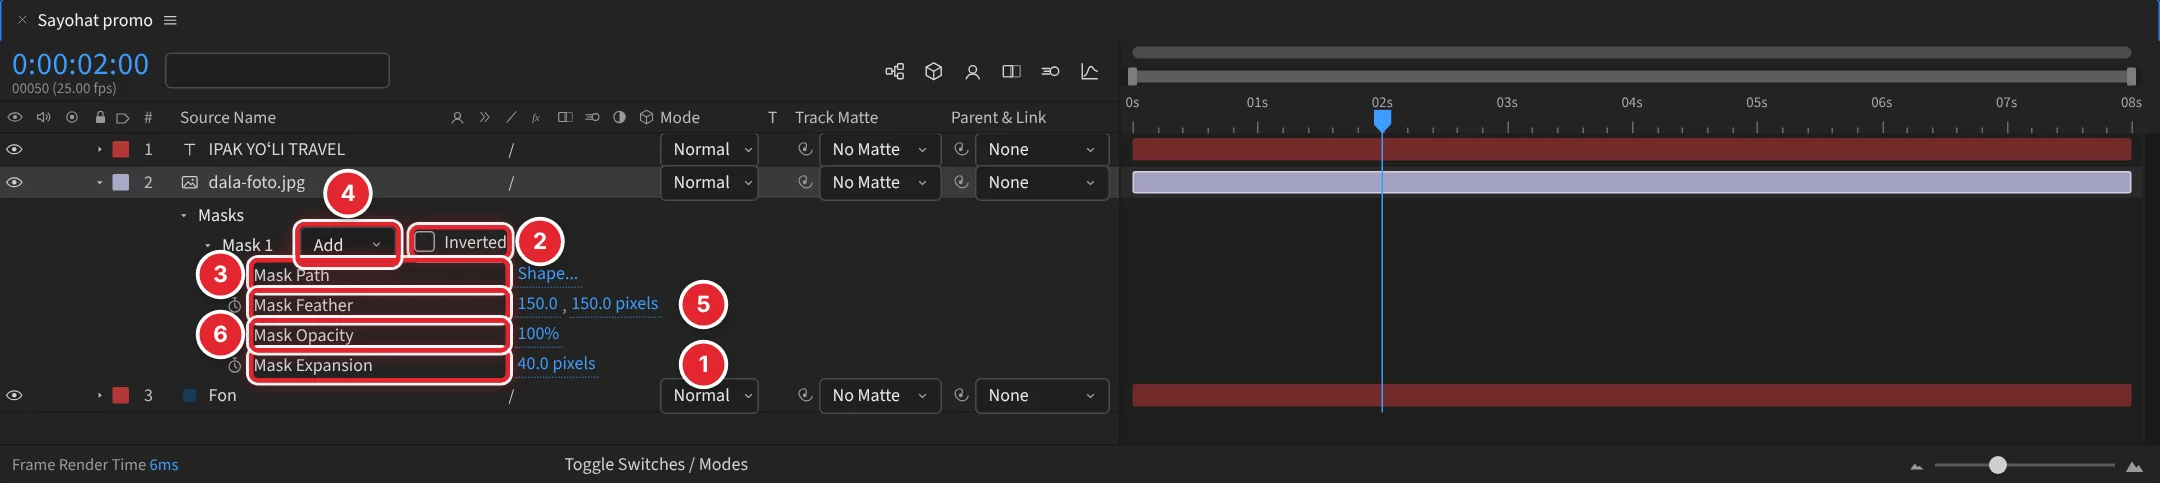 × Sayohat promo
0:00:02:00
00050 (25.00 fps)
0s 01s 02s 03s 04s 05s 06s 07s 08s
# Source Name fx Mode T Track Matte Parent & Link
1 T IPAK YOʻLI TRAVEL / Normal No Matte None
2 dala-foto.jpg / Normal No Matte None
4
Masks
Mask 1 Add Inverted 2
3 Mask Path Shape...
Mask Feather 150.0 , 150.0 pixels 5
6 Mask Opacity 100%
Mask Expansion 40.0 pixels 1
3 Fon / Normal No Matte None
Frame Render Time 6ms Toggle Switches / Modes